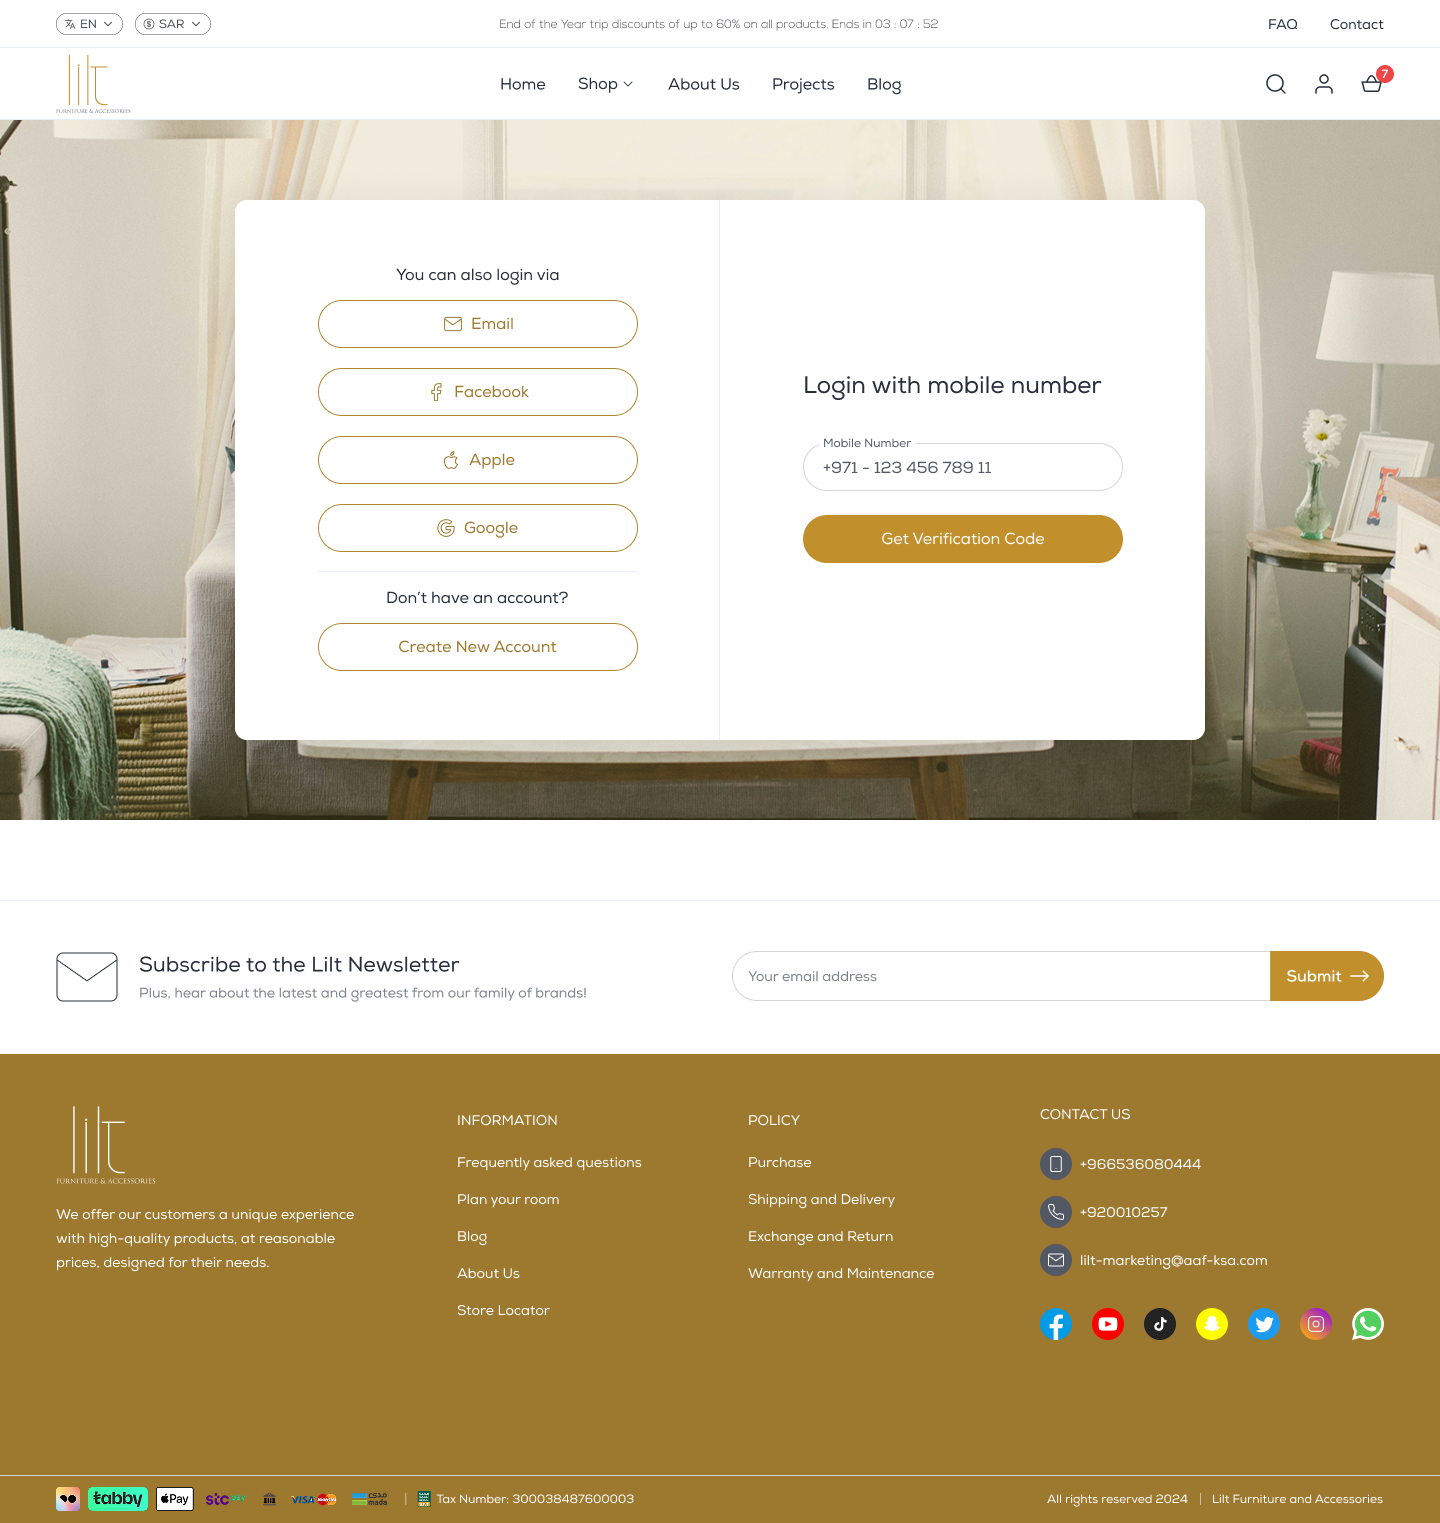 EN
SAR
End of the Year trip discounts of up to 60% on all products. Ends in 03 : 07 : 52
FAQ
Contact
lilt
FURNITURE & ACCESSORIES
Home
Shop
About Us
Projects
Blog
7
You can also login via
Email
Facebook
Apple
Google
Don't have an account?
Create New Account
Login with mobile number
Mobile Number
+971 - 123 456 789 11
Get Verification Code
Subscribe to the Lilt Newsletter
Plus, hear about the latest and greatest from our family of brands!
Your email address
Submit
lilt
FURNITURE & ACCESSORIES
We offer our customers a unique experience
with high-quality products, at reasonable
prices, designed for their needs.
INFORMATION
Frequently asked questions
Plan your room
Blog
About Us
Store Locator
POLICY
Purchase
Shipping and Delivery
Exchange and Return
Warranty and Maintenance
CONTACT US
+966536080444
+920010257
lilt-marketing@aaf-ksa.com
tabby
Pay
stc pay
VISA
mada
Tax Number: 300038487600003
All rights reserved 2024
Lilt Furniture and Accessories